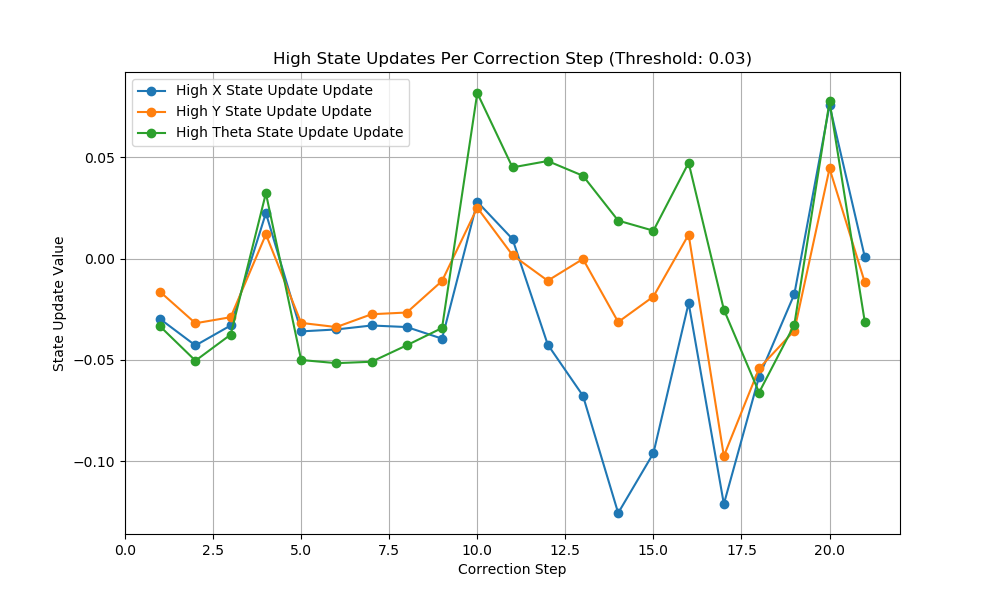 High State Updates Per Correction Step (Threshold: 0.03)
High X State Update Update
High Y State Update Update
High Theta State Update Update
State Update Value
0.05
0.00
−0.05
−0.10
0.0 2.5 5.0 7.5 10.0 12.5 15.0 17.5 20.0
Correction Step